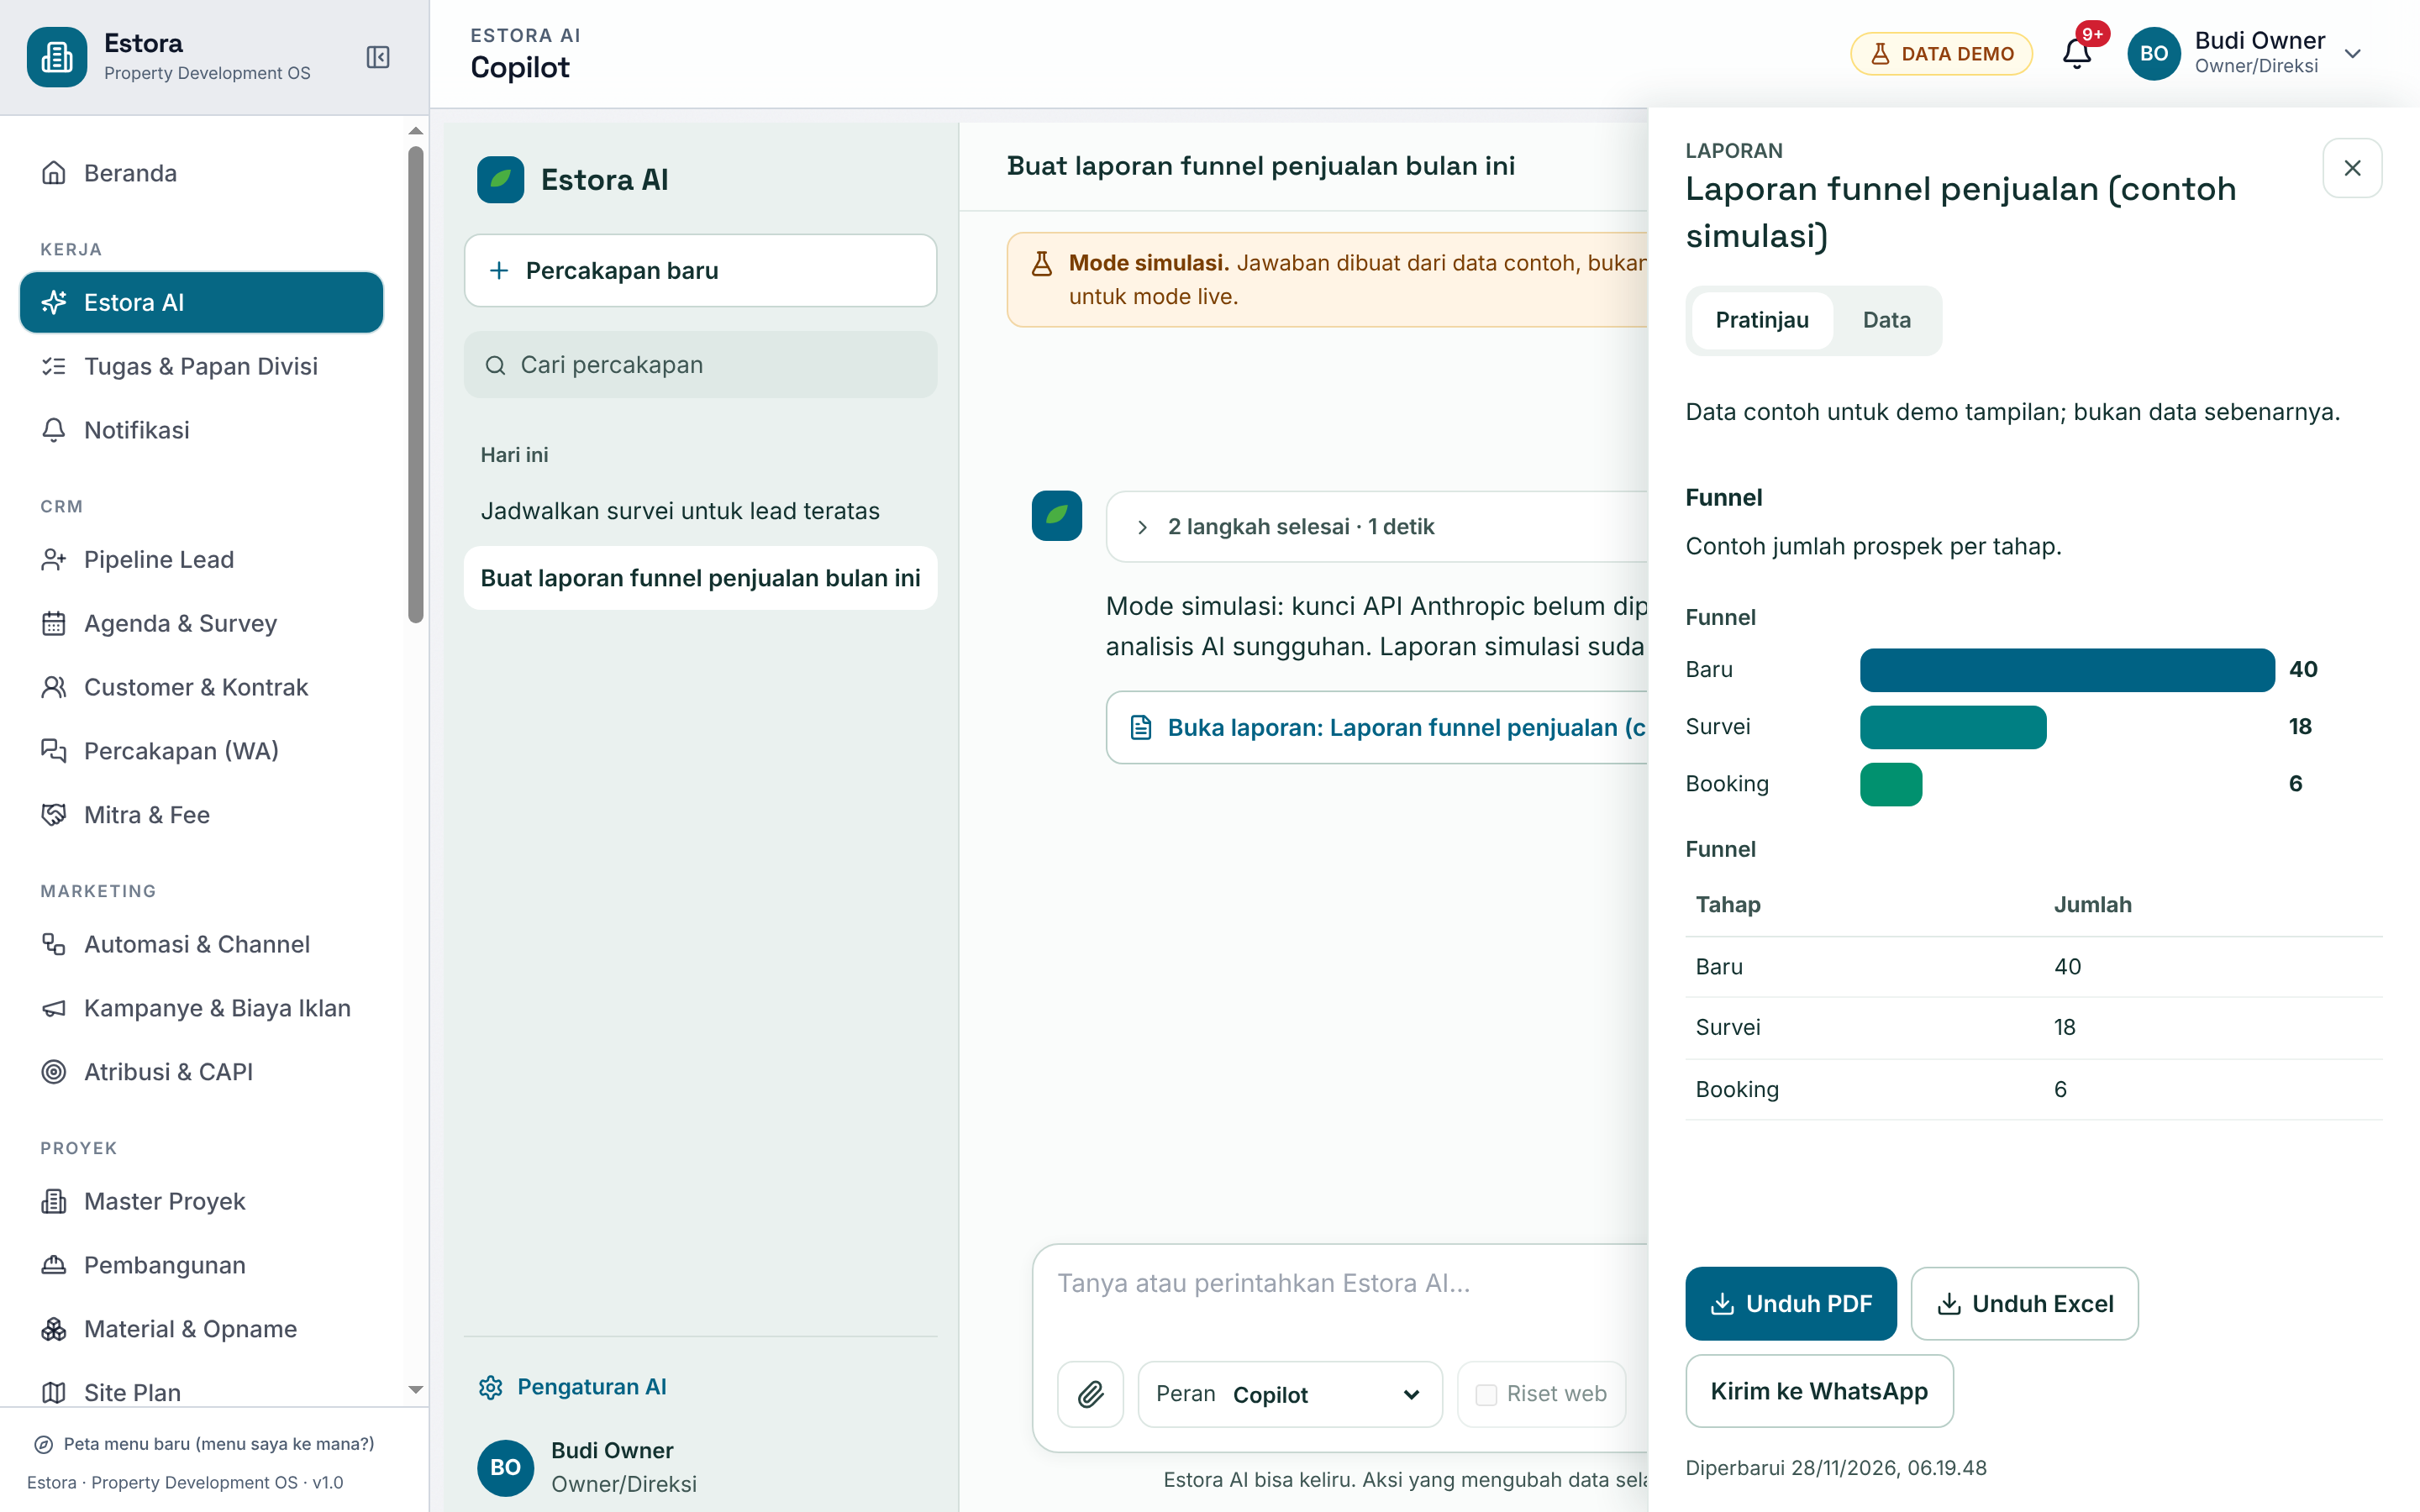 Estora
Property Development OS
Beranda
KERJA
Estora AI
Tugas & Papan Divisi
Notifikasi
CRM
Pipeline Lead
Agenda & Survey
Customer & Kontrak
Percakapan (WA)
Mitra & Fee
MARKETING
Automasi & Channel
Kampanye & Biaya Iklan
Atribusi & CAPI
PROYEK
Master Proyek
Pembangunan
Material & Opname
Site Plan
Peta menu baru (menu saya ke mana?)
Estora · Property Development OS · v1.0
ESTORA AI
Copilot
DATA DEMO
9+
BO
Budi Owner
Owner/Direksi
Estora AI
Percakapan baru
Cari percakapan
Hari ini
Jadwalkan survei untuk lead teratas
Buat laporan funnel penjualan bulan ini
Pengaturan AI
BO
Budi Owner
Owner/Direksi
Buat laporan funnel penjualan bulan ini
Mode simulasi. Jawaban dibuat dari data contoh, bukan
untuk mode live.
2 langkah selesai · 1 detik
Mode simulasi: kunci API Anthropic belum dip
analisis AI sungguhan. Laporan simulasi suda
Buka laporan: Laporan funnel penjualan (c
Tanya atau perintahkan Estora AI...
Peran Copilot
Riset web
Estora AI bisa keliru. Aksi yang mengubah data sela
LAPORAN
Laporan funnel penjualan (contoh
simulasi)
Pratinjau
Data
Data contoh untuk demo tampilan; bukan data sebenarnya.
Funnel
Contoh jumlah prospek per tahap.
Funnel
Baru 40
Survei 18
Booking 6
Funnel
Tahap Jumlah
Baru 40
Survei 18
Booking 6
Unduh PDF
Unduh Excel
Kirim ke WhatsApp
Diperbarui 28/11/2026, 06.19.48